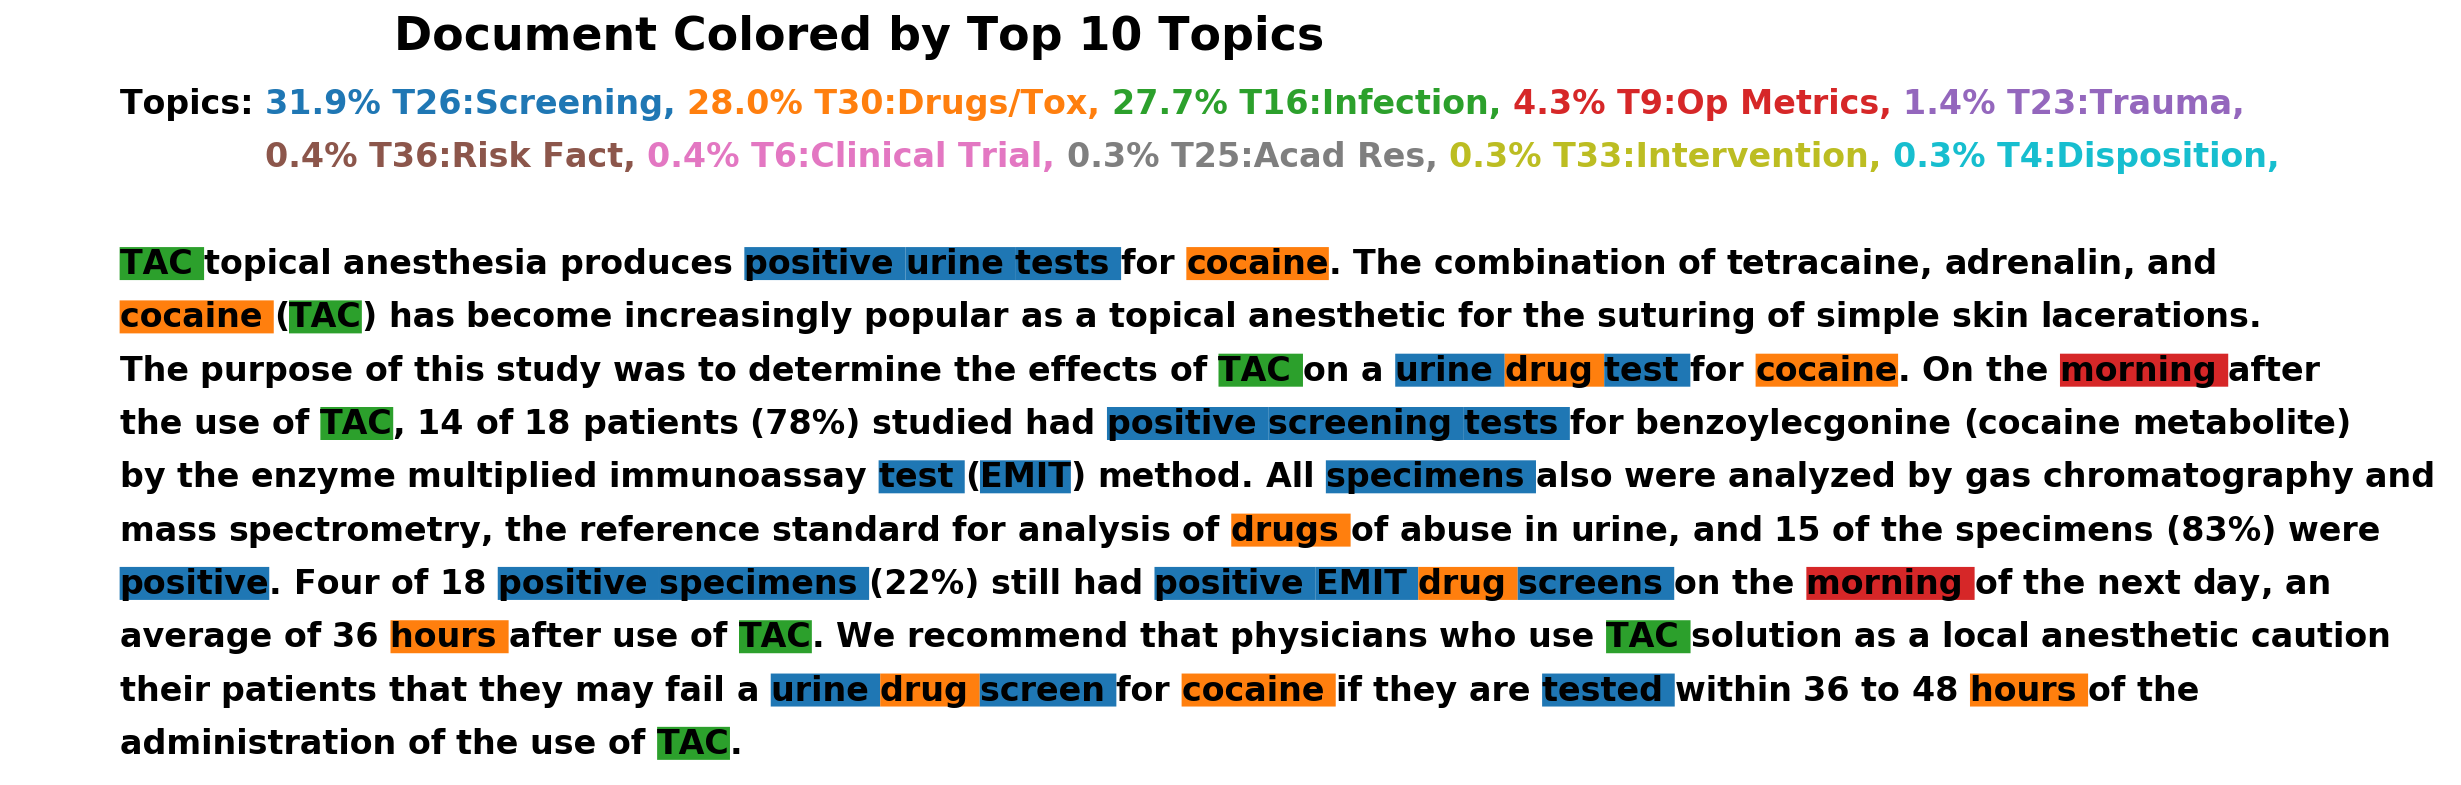 Document Colored by Top 10 Topics
Topics: 31.9% T26:Screening, 28.0% T30:Drugs/Tox, 27.7% T16:Infection, 4.3% T9:Op Metrics, 1.4% T23:Trauma,
0.4% T36:Risk Fact, 0.4% T6:Clinical Trial, 0.3% T25:Acad Res, 0.3% T33:Intervention, 0.3% T4:Disposition,
TAC topical anesthesia produces positive urine tests for cocaine. The combination of tetracaine, adrenalin, and
cocaine (TAC) has become increasingly popular as a topical anesthetic for the suturing of simple skin lacerations.
The purpose of this study was to determine the effects of TAC on a urine drug test for cocaine. On the morning after
the use of TAC, 14 of 18 patients (78%) studied had positive screening tests for benzoylecgonine (cocaine metabolite)
by the enzyme multiplied immunoassay test (EMIT) method. All specimens also were analyzed by gas chromatography and
mass spectrometry, the reference standard for analysis of drugs of abuse in urine, and 15 of the specimens (83%) were
positive. Four of 18 positive specimens (22%) still had positive EMIT drug screens on the morning of the next day, an
average of 36 hours after use of TAC. We recommend that physicians who use TAC solution as a local anesthetic caution
their patients that they may fail a urine drug screen for cocaine if they are tested within 36 to 48 hours of the
administration of the use of TAC.